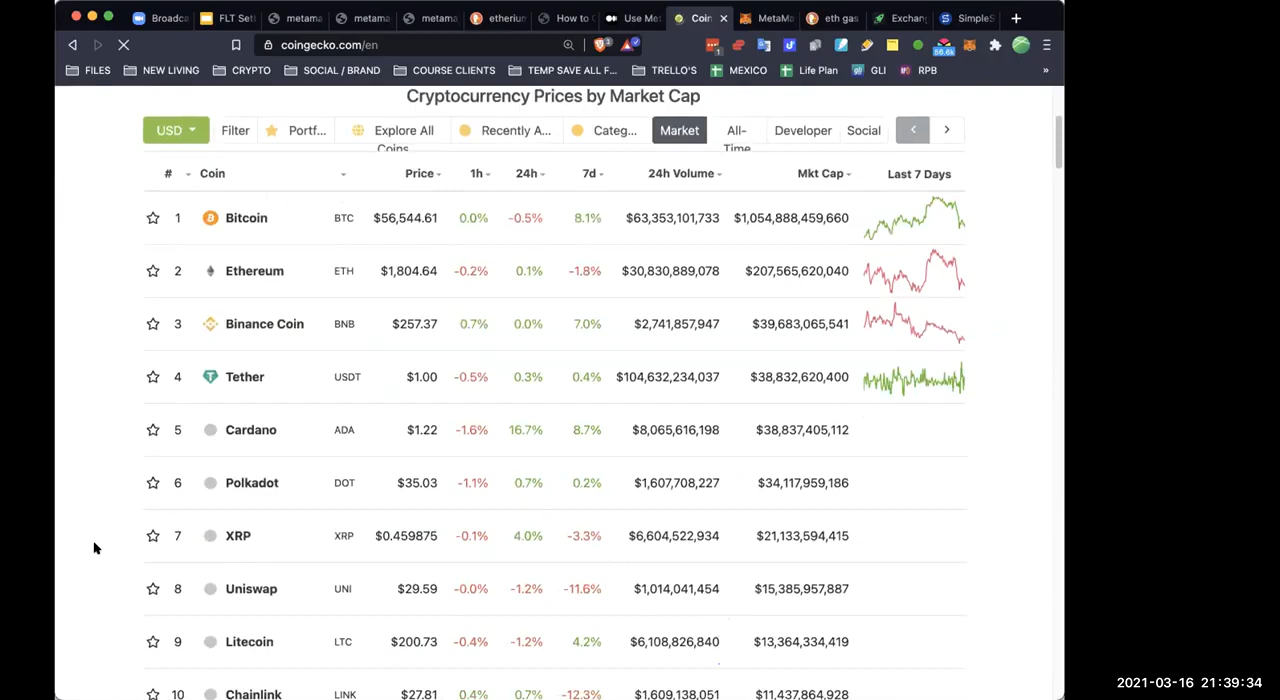 Broadca FLT Set metama metama metama etheriun How to C Use Me Coin MetaMa eth gas Exchang SimpleS
coingecko.com/en
1 56.6k
FILES NEW LIVING CRYPTO SOCIAL / BRAND COURSE CLIENTS TEMP SAVE ALL F... TRELLO'S MEXICO Life Plan GLI RPB »
Cryptocurrency Prices by Market Cap
USD Filter Portf... Explore All Coins Recently A... Categ... Market All-Time Developer Social
# Coin Price 1h 24h 7d 24h Volume Mkt Cap Last 7 Days
1 Bitcoin BTC $56,544.61 0.0% -0.5% 8.1% $63,353,101,733 $1,054,888,459,660
2 Ethereum ETH $1,804.64 -0.2% 0.1% -1.8% $30,830,889,078 $207,565,620,040
3 Binance Coin BNB $257.37 0.7% 0.0% 7.0% $2,741,857,947 $39,683,065,541
4 Tether USDT $1.00 -0.5% 0.3% 0.4% $104,632,234,037 $38,832,620,400
5 Cardano ADA $1.22 -1.6% 16.7% 8.7% $8,065,616,198 $38,837,405,112
6 Polkadot DOT $35.03 -1.1% 0.7% 0.2% $1,607,708,227 $34,117,959,186
7 XRP XRP $0.459875 -0.1% 4.0% -3.3% $6,604,522,934 $21,133,594,415
8 Uniswap UNI $29.59 -0.0% -1.2% -11.6% $1,014,041,454 $15,385,957,887
9 Litecoin LTC $200.73 -0.4% -1.2% 4.2% $6,108,826,840 $13,364,334,419
10 Chainlink LINK $27.81 0.4% 0.7% -12.3% $1,609,138,051 $11,437,864,928
2021-03-16 21:39:34